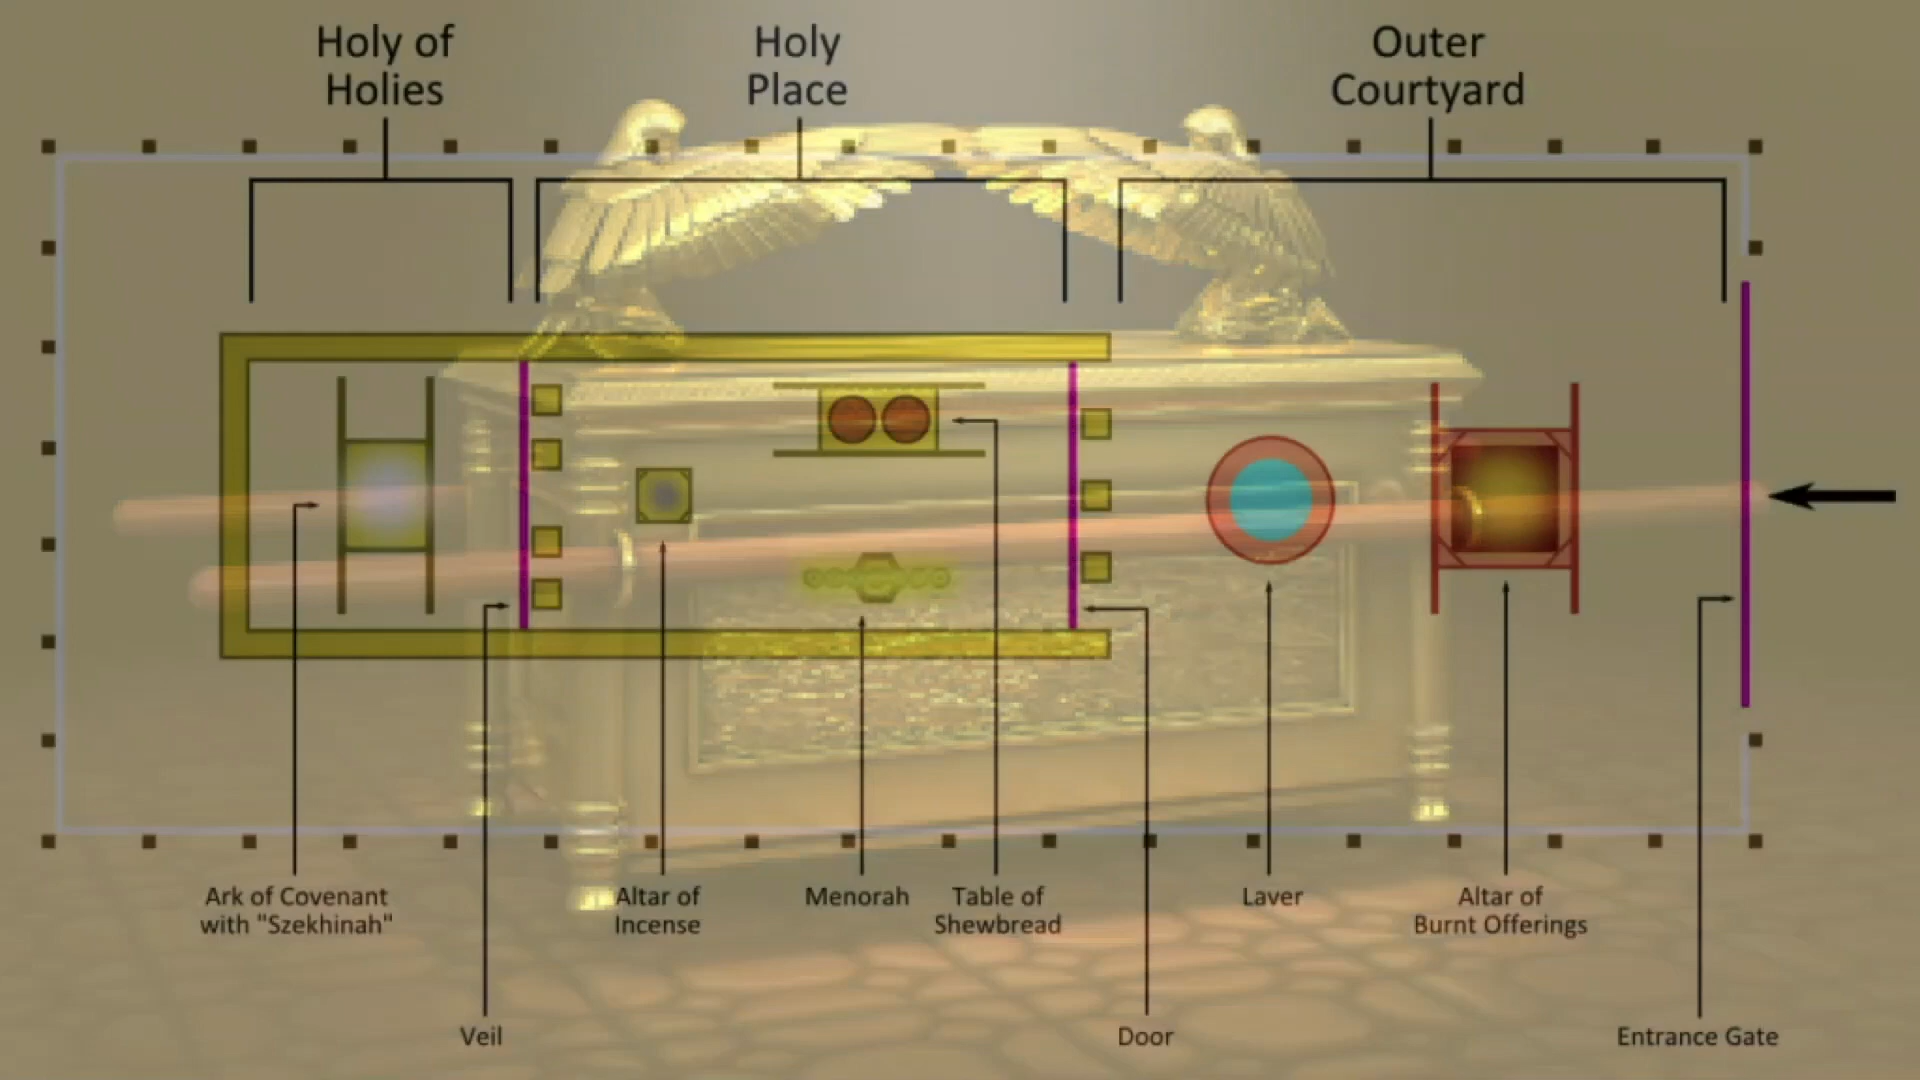 Holy of
Holies
Holy
Place
Outer
Courtyard
Ark of Covenant
with "Szekhinah"
Altar of
Incense
Menorah
Table of
Shewbread
Laver
Altar of
Burnt Offerings
Veil
Door
Entrance Gate